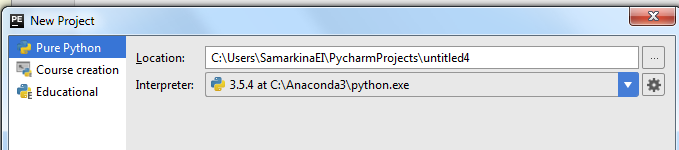 PE New Project
Pure Python
Course creation
Educational
Location: C:\Users\SamarkinaEI\PycharmProjects\untitled4 ...
Interpreter: 3.5.4 at C:\Anaconda3\python.exe